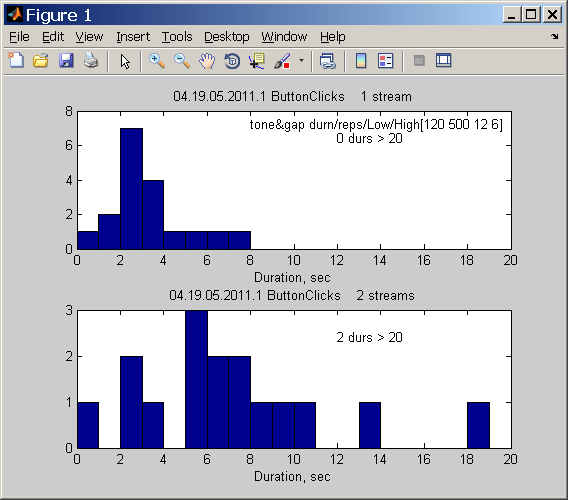 Figure 1
File Edit View Insert Tools Desktop Window Help
04.19.05.2011.1 ButtonClicks 1 stream
8
tone&gap durn/reps/Low/High[120 500 12 6]
0 durs > 20
6
4
2
0
0 2 4 6 8 10 12 14 16 18 20
Duration, sec
04.19.05.2011.1 ButtonClicks 2 streams
3
2 durs > 20
2
1
0
0 2 4 6 8 10 12 14 16 18 20
Duration, sec